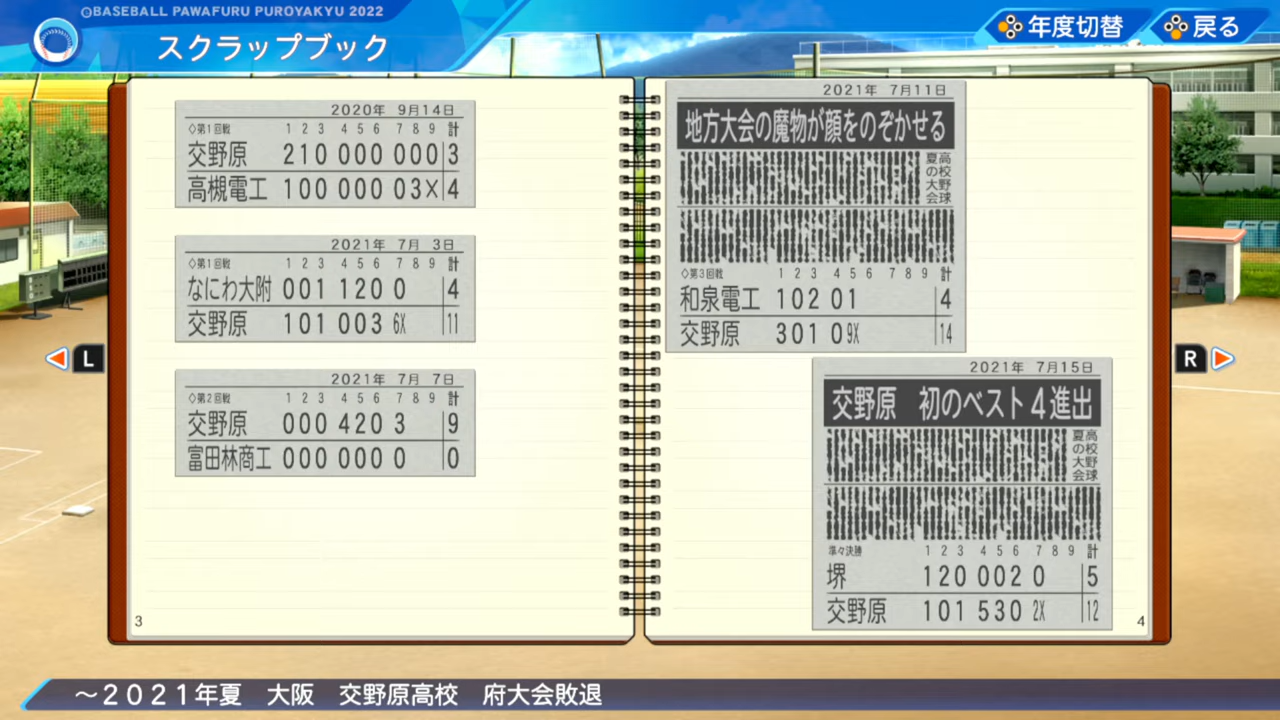 ©BASEBALL PAWAFURU PUROYAKYU 2022
スクラップブック
年度切替
戻る
2020年 9月14日
◇第1回戦 1 2 3 4 5 6 7 8 9 計
交野原 210 000 000 3
高槻電工 100 000 03× 4
2021年 7月 3日
◇第1回戦 1 2 3 4 5 6 7 8 9 計
なにわ大附 001 120 0 4
交野原 101 003 6X 11
2021年 7月 7日
◇第2回戦 1 2 3 4 5 6 7 8 9 計
交野原 000 420 3 9
富田林商工 000 000 0 0
3
2021年 7月11日
地方大会の魔物が顔をのぞかせる
高校野球
夏の大会
◇第3回戦 1 2 3 4 5 6 7 8 9 計
和泉電工 102 01 4
交野原 301 0 9X 14
2021年 7月15日
交野原 初のベスト4進出
高校野球
夏の大会
準々決勝 1 2 3 4 5 6 7 8 9 計
堺 120 002 0 5
交野原 101 530 2X 12
4
L
R
～2021年夏 大阪 交野原高校 府大会敗退